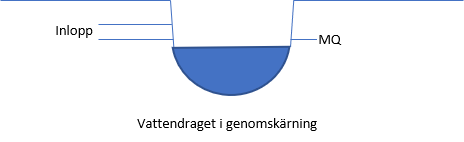 Inlopp
MQ
Vattendraget i genomskärning